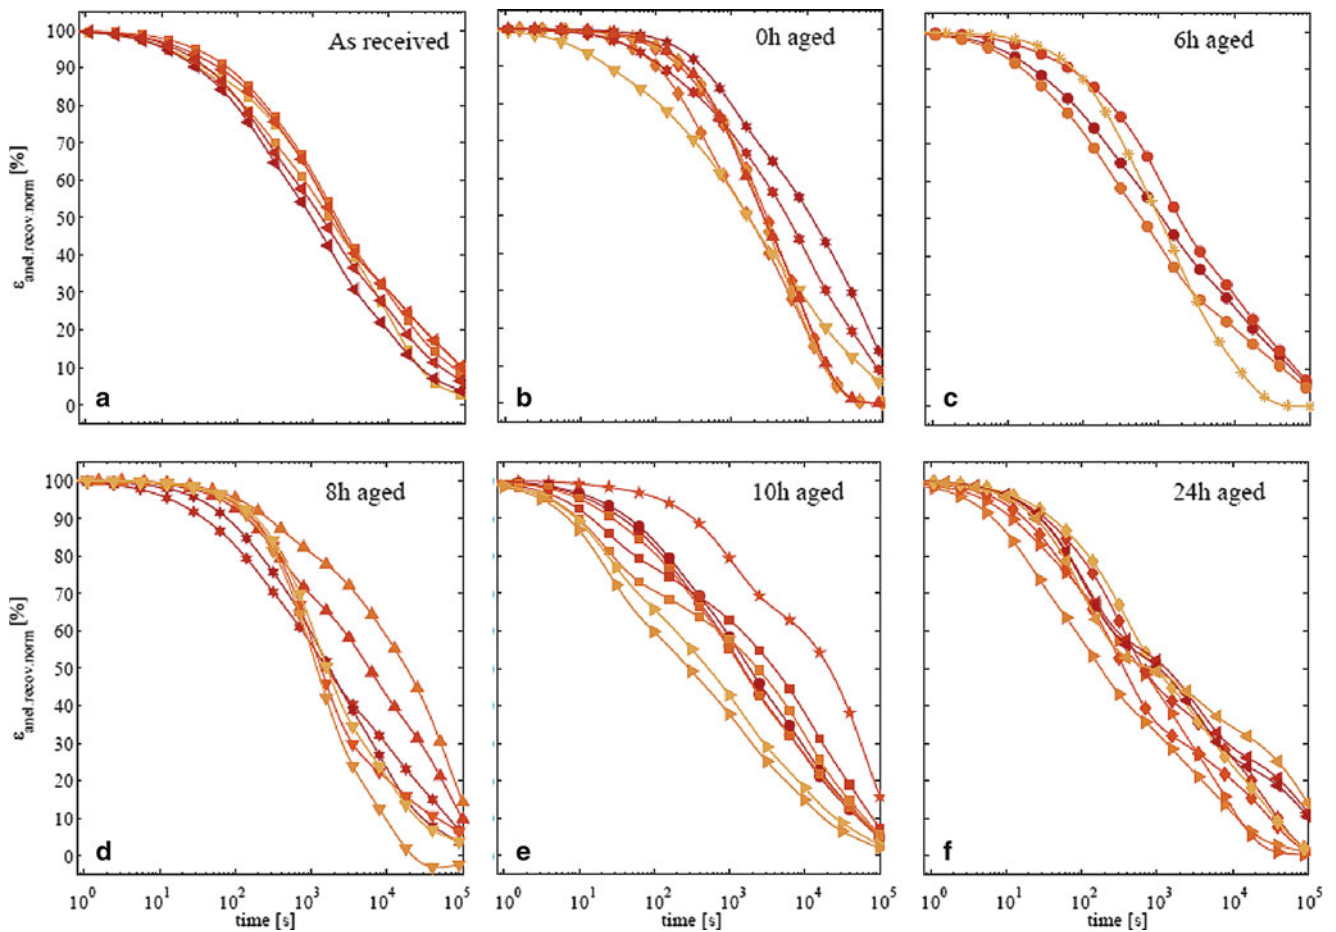 As received
0h aged
6h aged
100
90
80
70
60
50
40
30
20
10
0
ε anel.recov.norm [%]
a
b
c
8h aged
10h aged
24h aged
100
90
80
70
60
50
40
30
20
10
0
ε anel.recov.norm [%]
d
e
f
10^0 10^1 10^2 10^3 10^4 10^5
10^0 10^1 10^2 10^3 10^4 10^5
10^0 10^1 10^2 10^3 10^4 10^5
time [s]
time [s]
time [s]